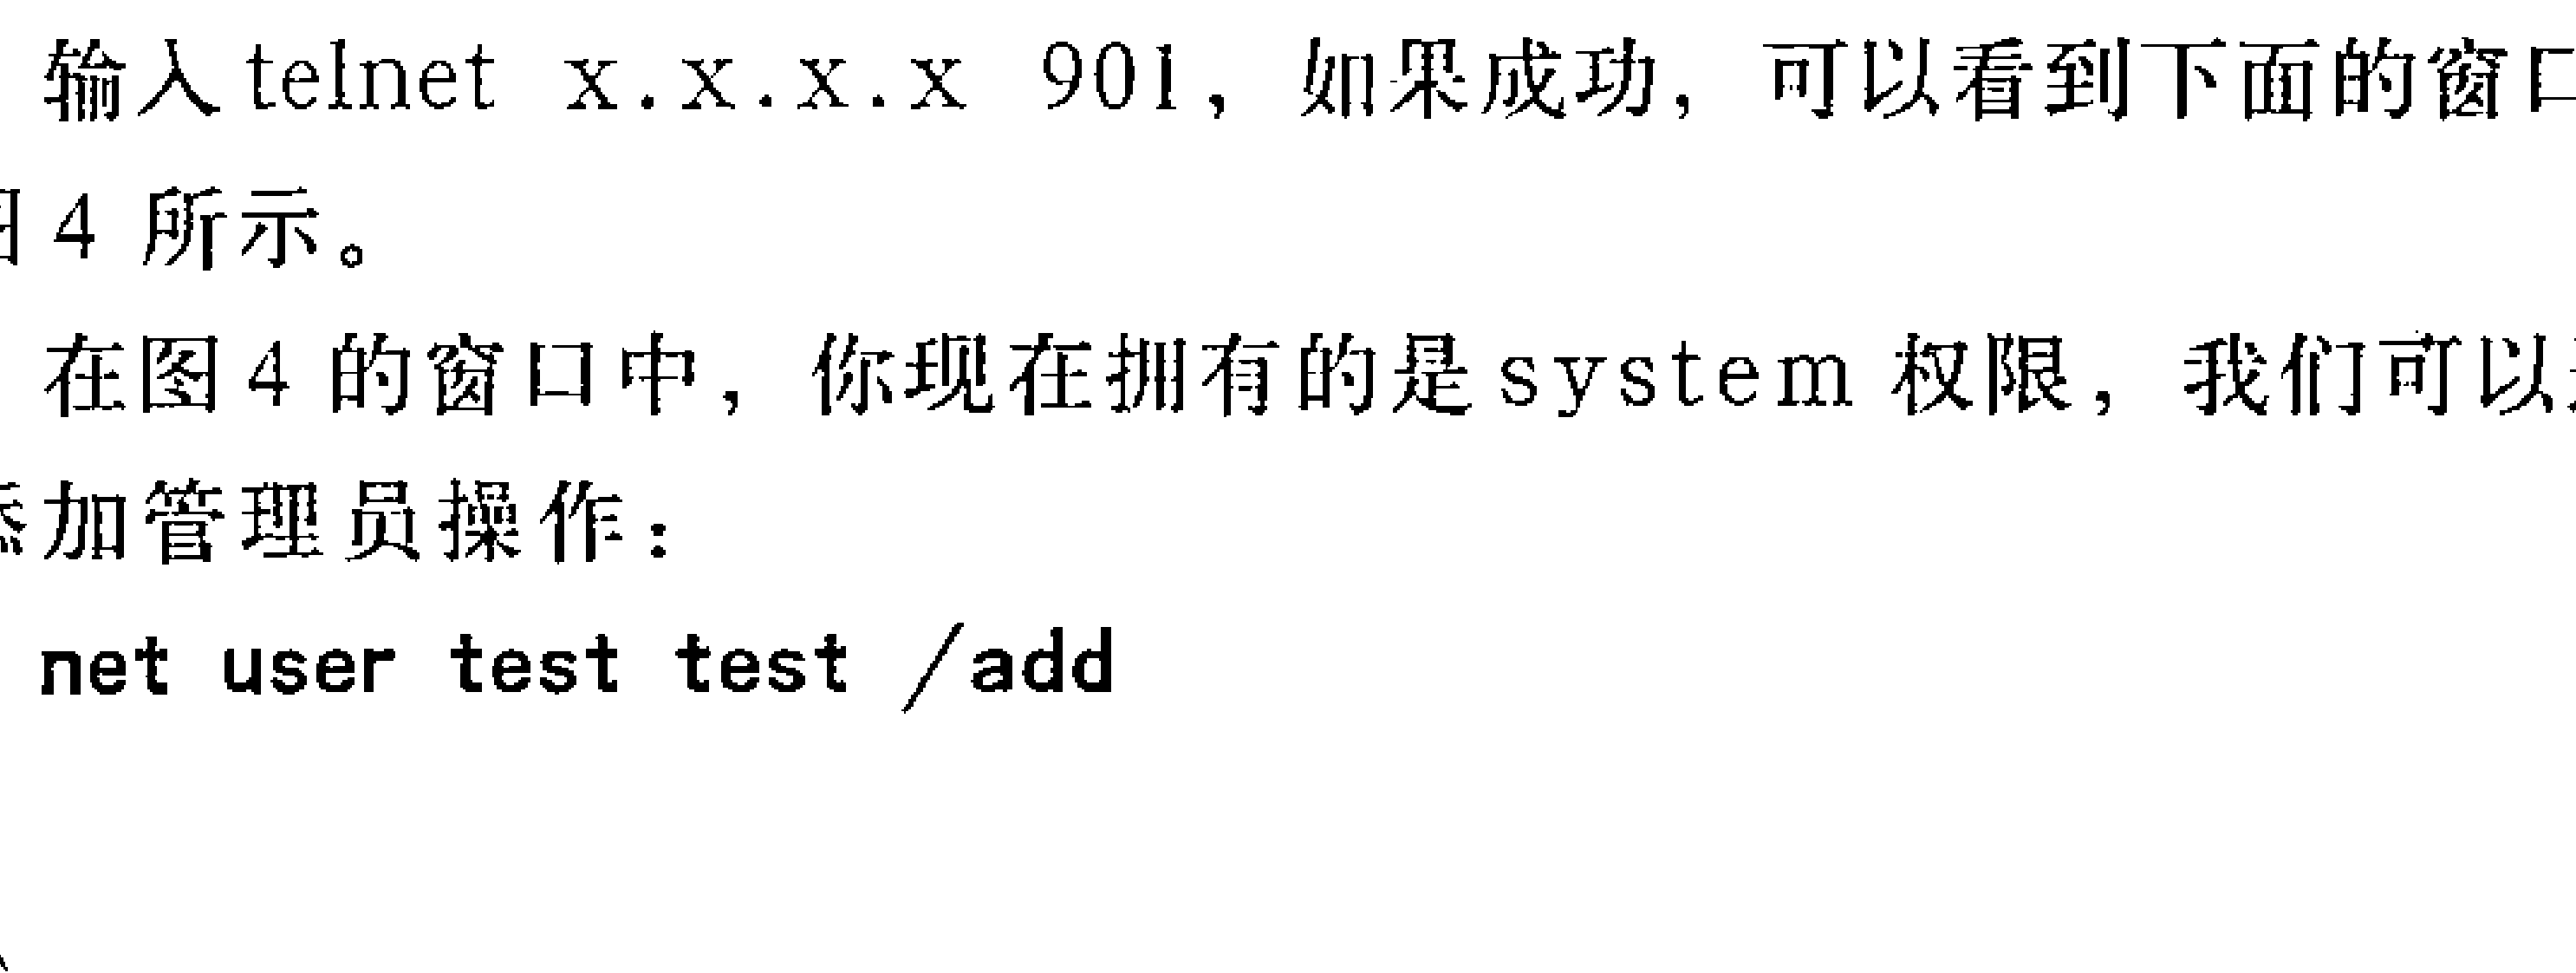 输入telnet x.x.x.x 901，如果成功，可以看到下面的窗口
图4 所示。
在图4 的窗口中，你现在拥有的是system 权限，我们可以
添加管理员操作：
net user test test /add